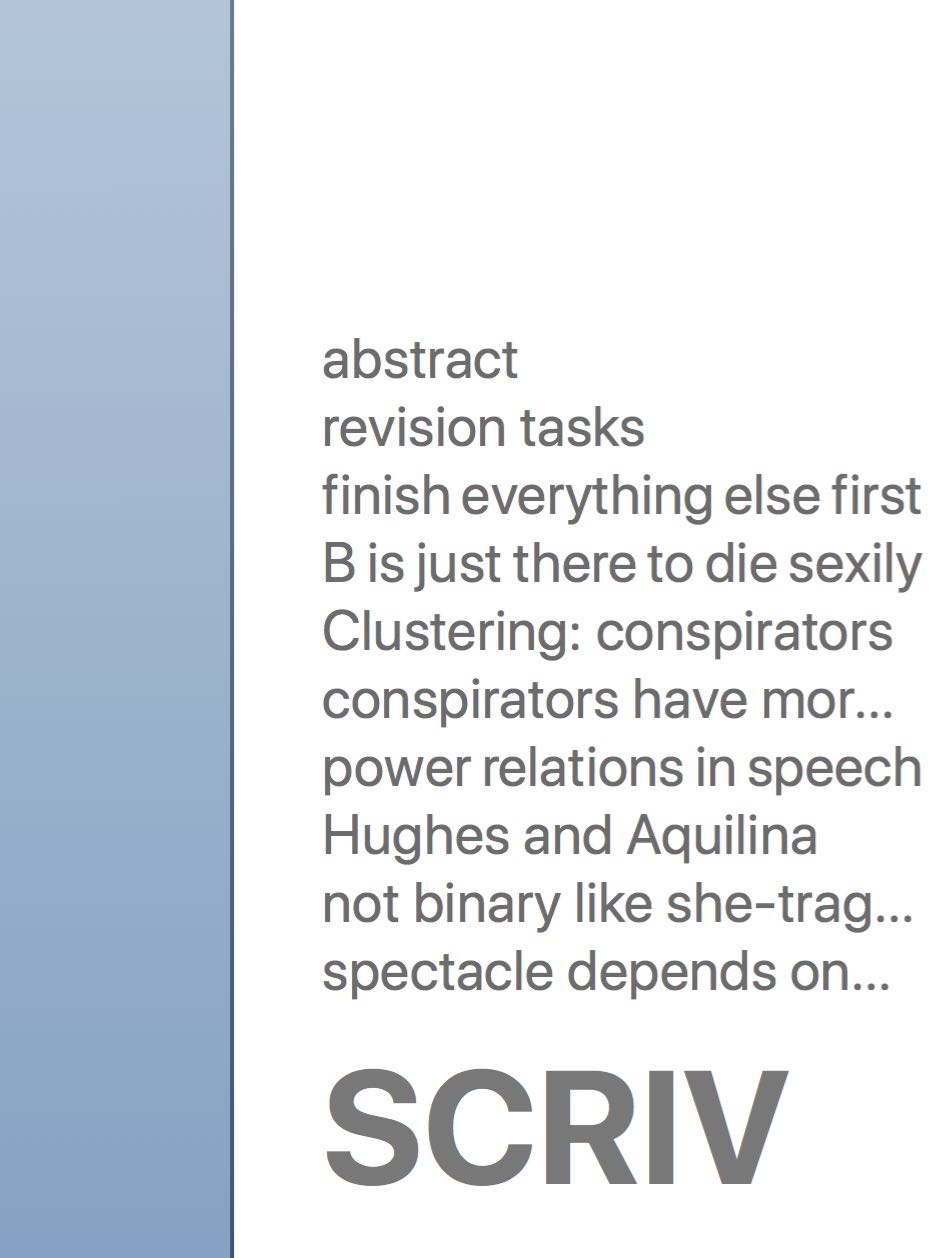 abstract
revision tasks
finish everything else first
B is just there to die sexily
Clustering: conspirators
conspirators have mor...
power relations in speech
Hughes and Aquilina
not binary like she-trag...
spectacle depends on...
SCRIV